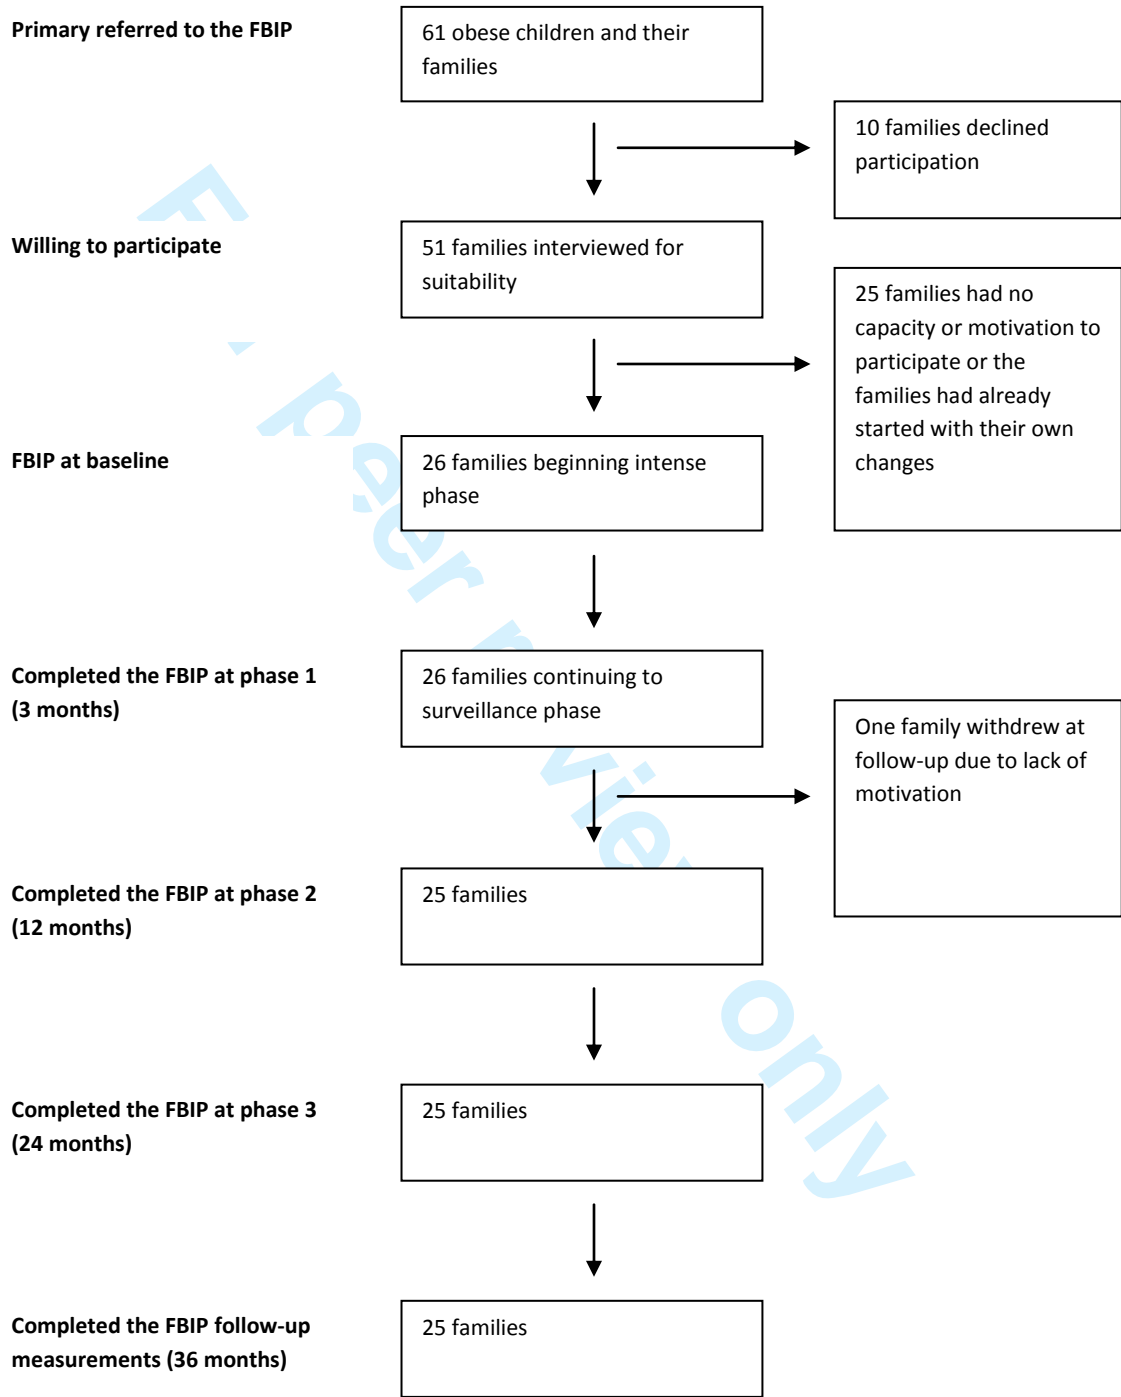 Primary referred to the FBIP
61 obese children and their
families
10 families declined
participation
Willing to participate
51 families interviewed for
suitability
25 families had no
capacity or motivation to
participate or the
families had already
started with their own
changes
FBIP at baseline
26 families beginning intense
phase
Completed the FBIP at phase 1
(3 months)
26 families continuing to
surveillance phase
One family withdrew at
follow-up due to lack of
motivation
Completed the FBIP at phase 2
(12 months)
25 families
Completed the FBIP at phase 3
(24 months)
25 families
Completed the FBIP follow-up
measurements (36 months)
25 families
only